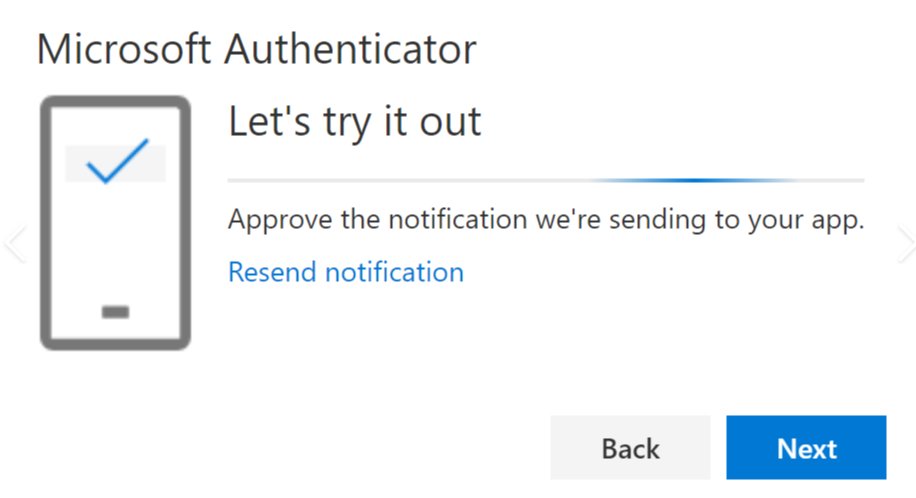 Microsoft Authenticator
Let's try it out
Approve the notification we're sending to your app.
Resend notification
Back
Next